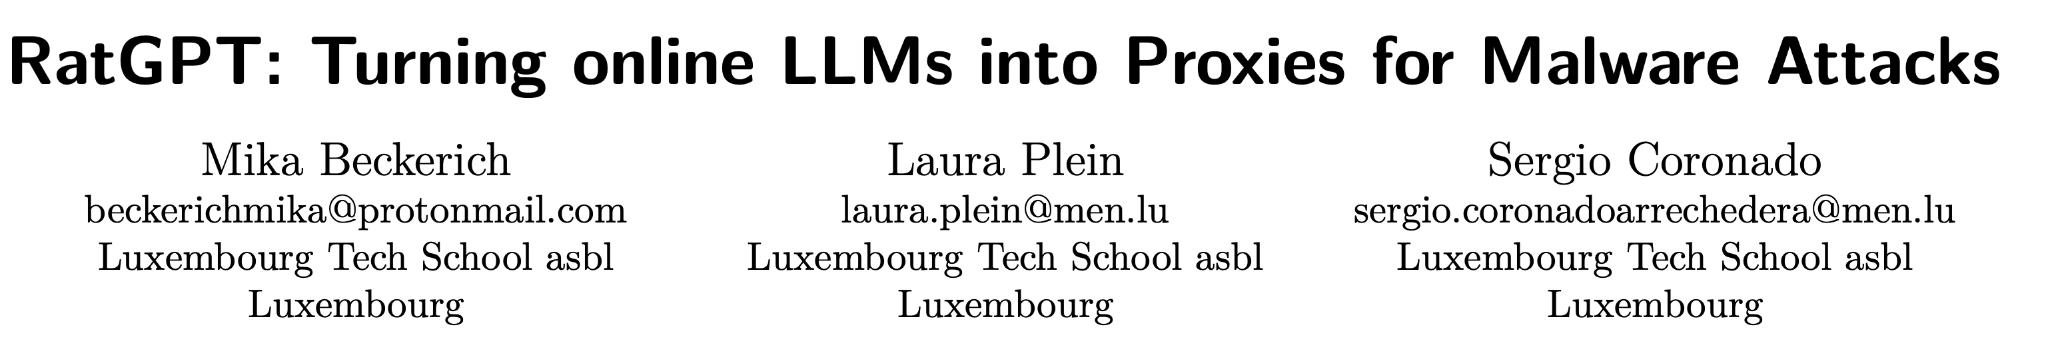 RatGPT: Turning online LLMs into Proxies for Malware Attacks
Mika Beckerich
beckerichmika@protonmail.com
Luxembourg Tech School asbl
Luxembourg
Laura Plein
laura.plein@men.lu
Luxembourg Tech School asbl
Luxembourg
Sergio Coronado
sergio.coronadoarrechedera@men.lu
Luxembourg Tech School asbl
Luxembourg